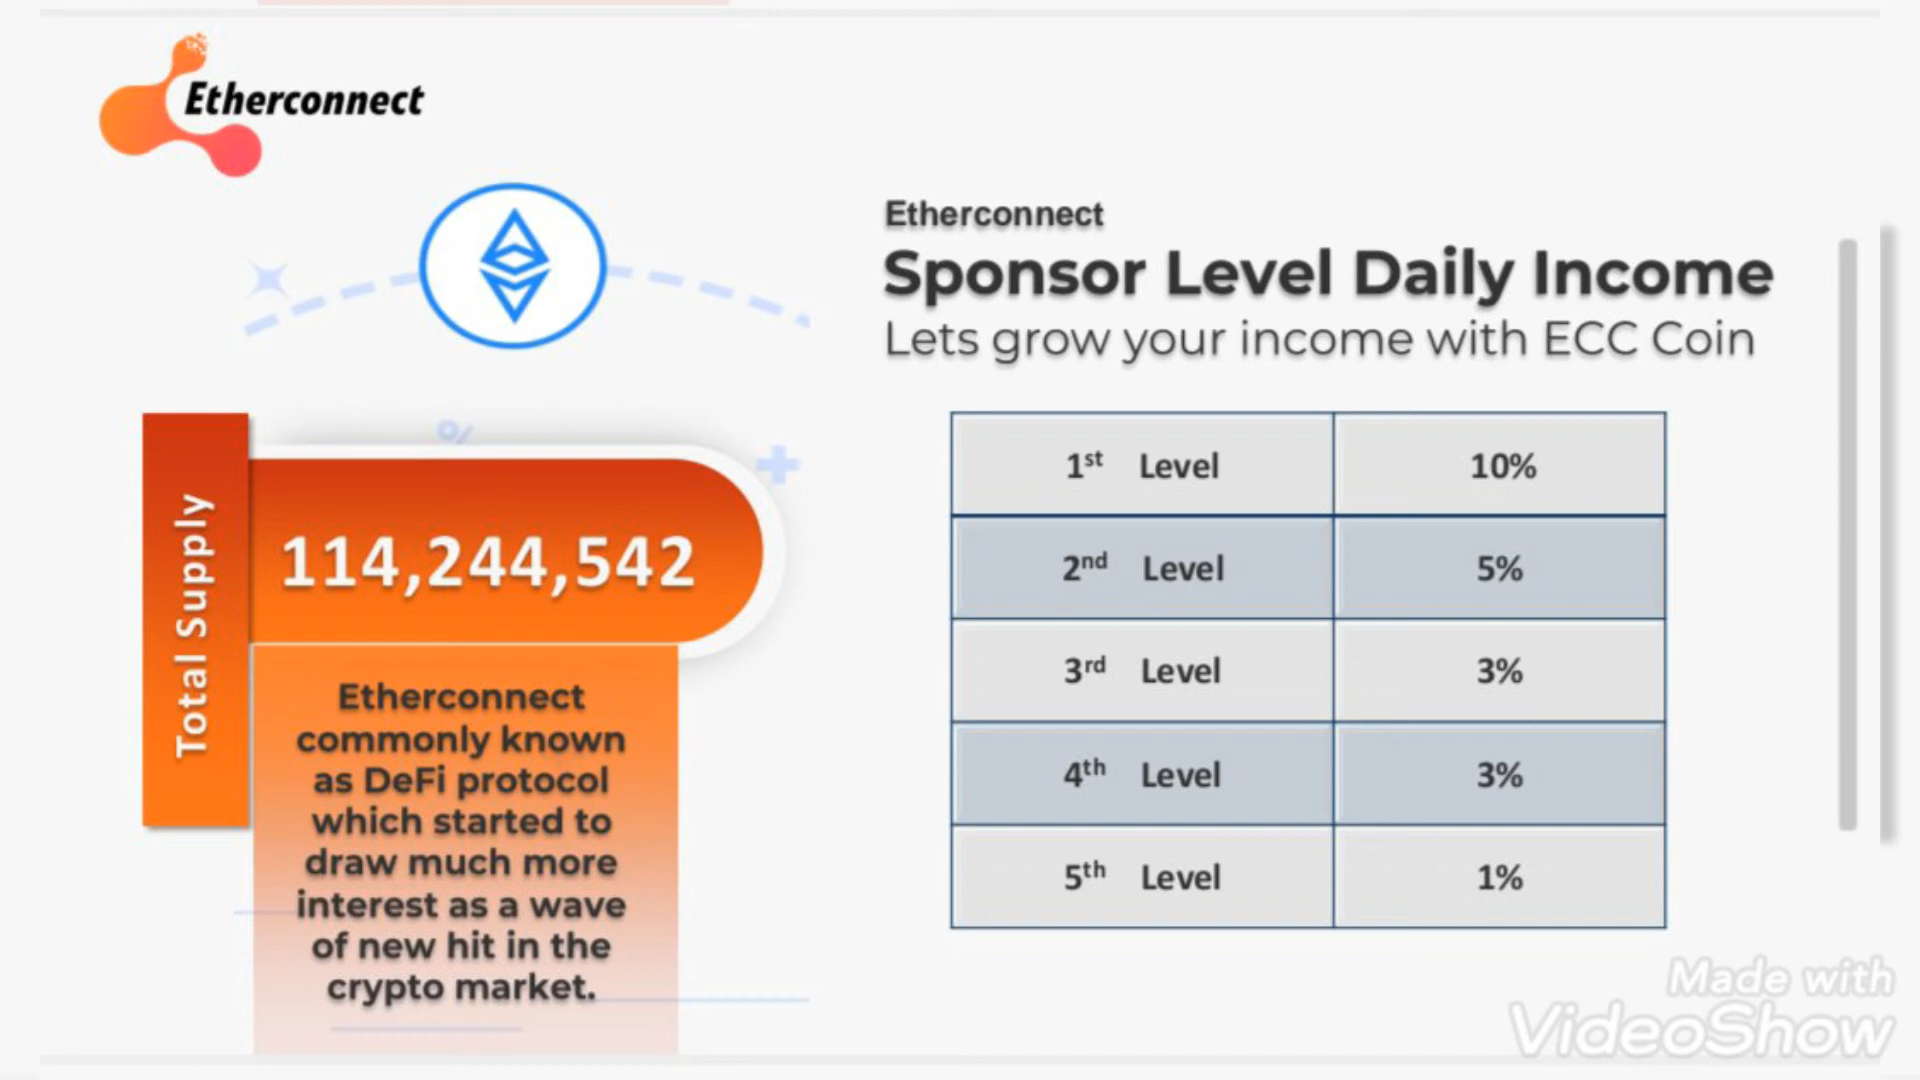 Etherconnect
Etherconnect
Sponsor Level Daily Income
Lets grow your income with ECC Coin
Total Supply
114,244,542
Etherconnect
commonly known
as DeFi protocol
which started to
draw much more
interest as a wave
of new hit in the
crypto market.
1st Level 10%
2nd Level 5%
3rd Level 3%
4th Level 3%
5th Level 1%
Made with
VideoShow